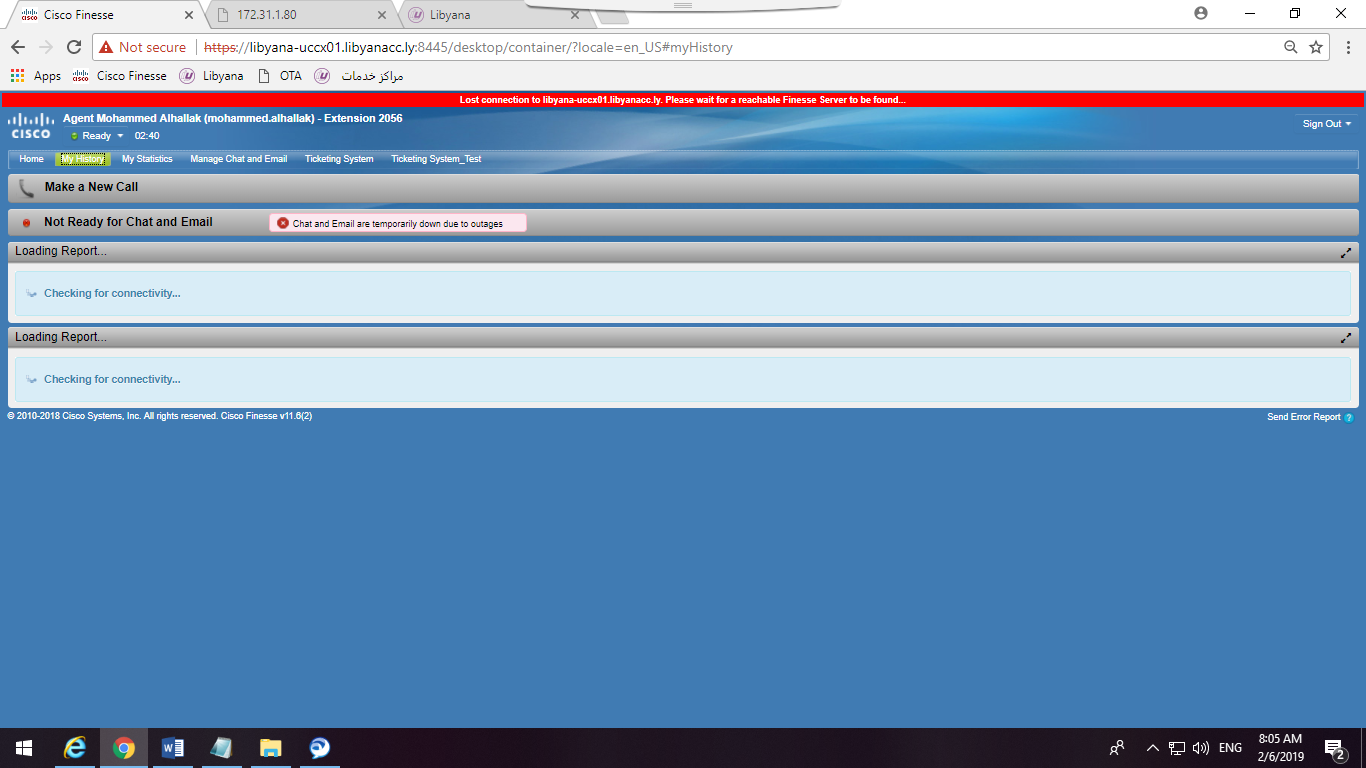 Cisco Finesse
172.31.1.80
Libyana
Not secure https://libyana-uccx01.libyanacc.ly:8445/desktop/container/?locale=en_US#myHistory
Apps Cisco Finesse Libyana OTA مراكز خدمات
Lost connection to libyana-uccx01.libyanacc.ly. Please wait for a reachable Finesse Server to be found...
CISCO
Agent Mohammed Alhallak (mohammed.alhallak) - Extension 2056
Ready 02:40
Sign Out
Home My History My Statistics Manage Chat and Email Ticketing System Ticketing System_Test
Make a New Call
Not Ready for Chat and Email Chat and Email are temporarily down due to outages
Loading Report...
Checking for connectivity...
Loading Report...
Checking for connectivity...
© 2010-2018 Cisco Systems, Inc. All rights reserved. Cisco Finesse v11.6(2)
Send Error Report ?
ENG
8:05 AM
2/6/2019
2